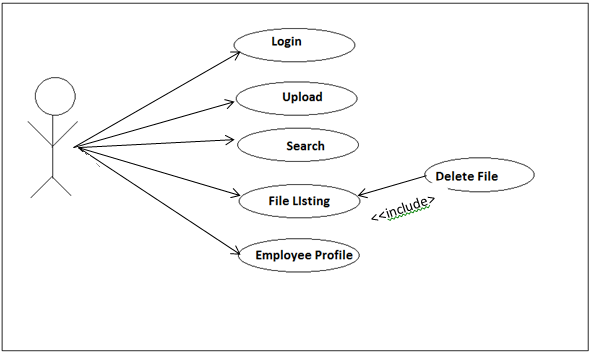 Login
Upload
Search
File LIsting
Delete File
<<include>
Employee Profile